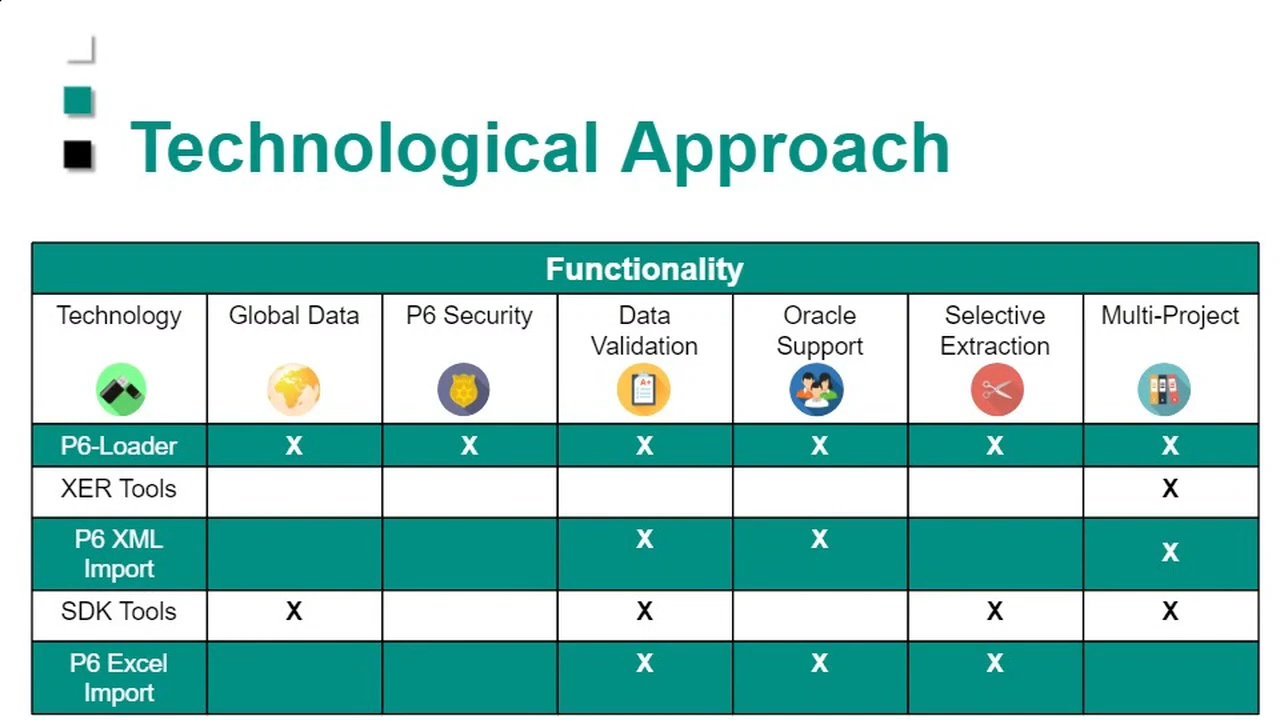 Technological Approach
Functionality
Technology Global Data P6 Security Data Validation Oracle Support Selective Extraction Multi-Project
P6-Loader X X X X X X
XER Tools X
P6 XML Import X X X
SDK Tools X X X X
P6 Excel Import X X X